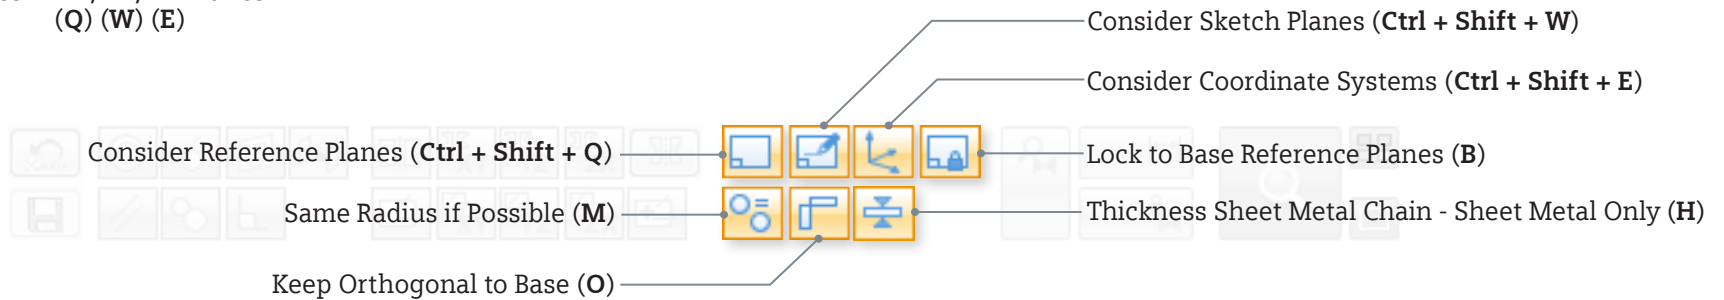 (Q) (W) (E)
Consider Sketch Planes (Ctrl + Shift + W)
Consider Coordinate Systems (Ctrl + Shift + E)
Consider Reference Planes (Ctrl + Shift + Q)
Lock to Base Reference Planes (B)
Same Radius if Possible (M)
Thickness Sheet Metal Chain - Sheet Metal Only (H)
Keep Orthogonal to Base (O)